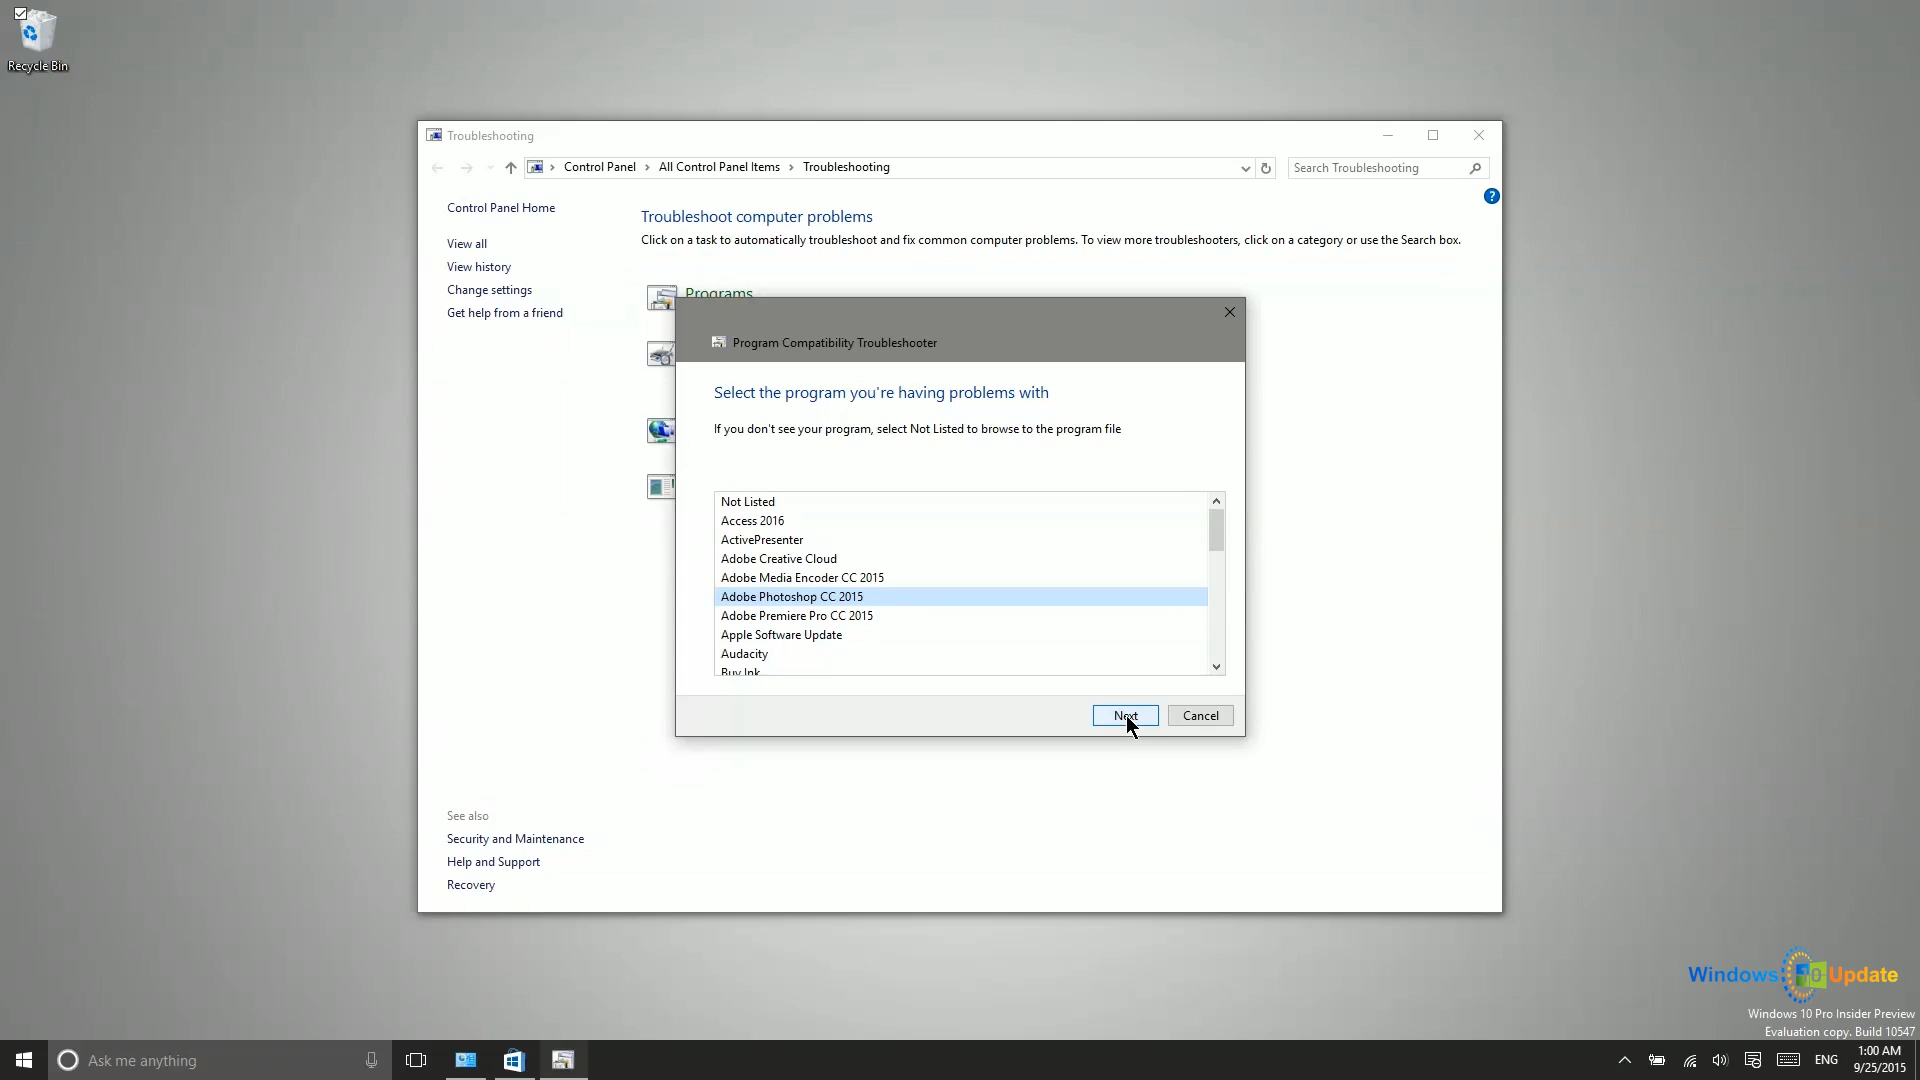 Recycle Bin
Troubleshooting
Control Panel
All Control Panel Items
Troubleshooting
Search Troubleshooting
?
Control Panel Home
View all
View history
Change settings
Get help from a friend
Troubleshoot computer problems
Click on a task to automatically troubleshoot and fix common computer problems. To view more troubleshooters, click on a category or use the Search box.
Programs
Program Compatibility Troubleshooter
Select the program you're having problems with
If you don't see your program, select Not Listed to browse to the program file
Not Listed
Access 2016
ActivePresenter
Adobe Creative Cloud
Adobe Media Encoder CC 2015
Adobe Photoshop CC 2015
Adobe Premiere Pro CC 2015
Apple Software Update
Audacity
Buy Ink
Next
Cancel
See also
Security and Maintenance
Help and Support
Recovery
Windows 10 Update
Windows 10 Pro Insider Preview
Evaluation copy. Build 10547
Ask me anything
ENG
1:00 AM
9/25/2015